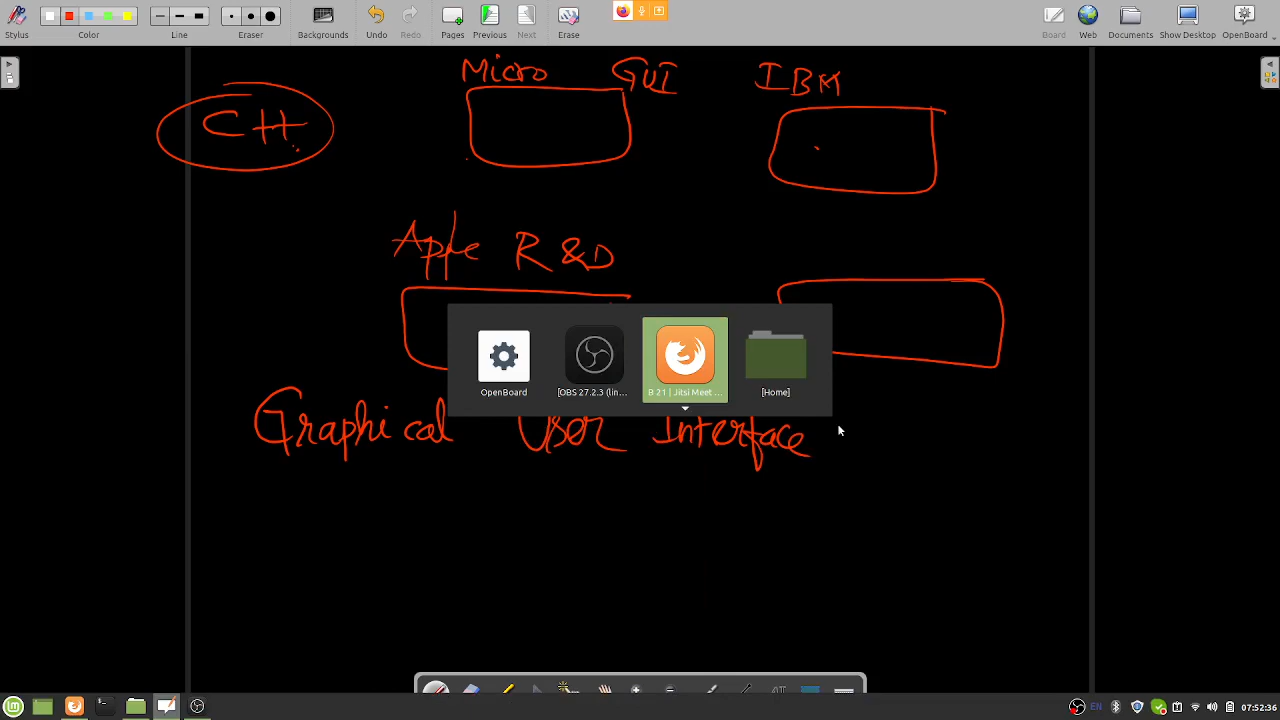 Stylus Color Line Eraser Backgrounds Undo Redo Pages Previous Next Erase Board Web Documents Show Desktop OpenBoard
Micro GUI IBM
CH
Apple R & D
OpenBoard [OBS 27.2.3 (lin... B 21 | Jitsi Meet ... [Home]
Graphical User Interface
EN 07:52:36